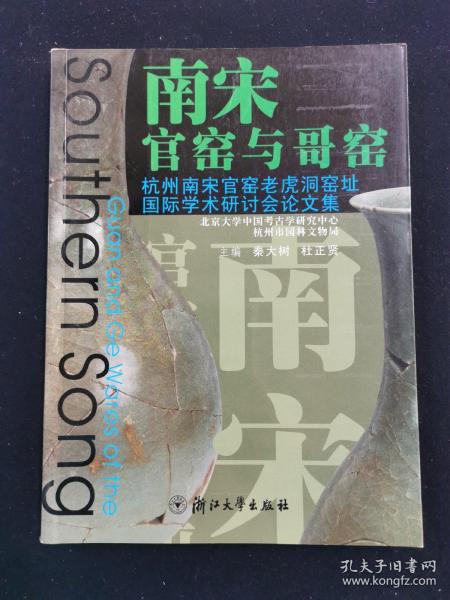 南宋
官窑与哥窑
杭州南宋官窑老虎洞窑址
国际学术研讨会论文集
北京大学中国考古学研究中心
杭州市园林文物局
主编 秦大树 杜正贤
Guan and Ge Wares of the
Southern Song
官
南
宋
浙江大學出版社
孔夫子旧书网
www.kongfz.com